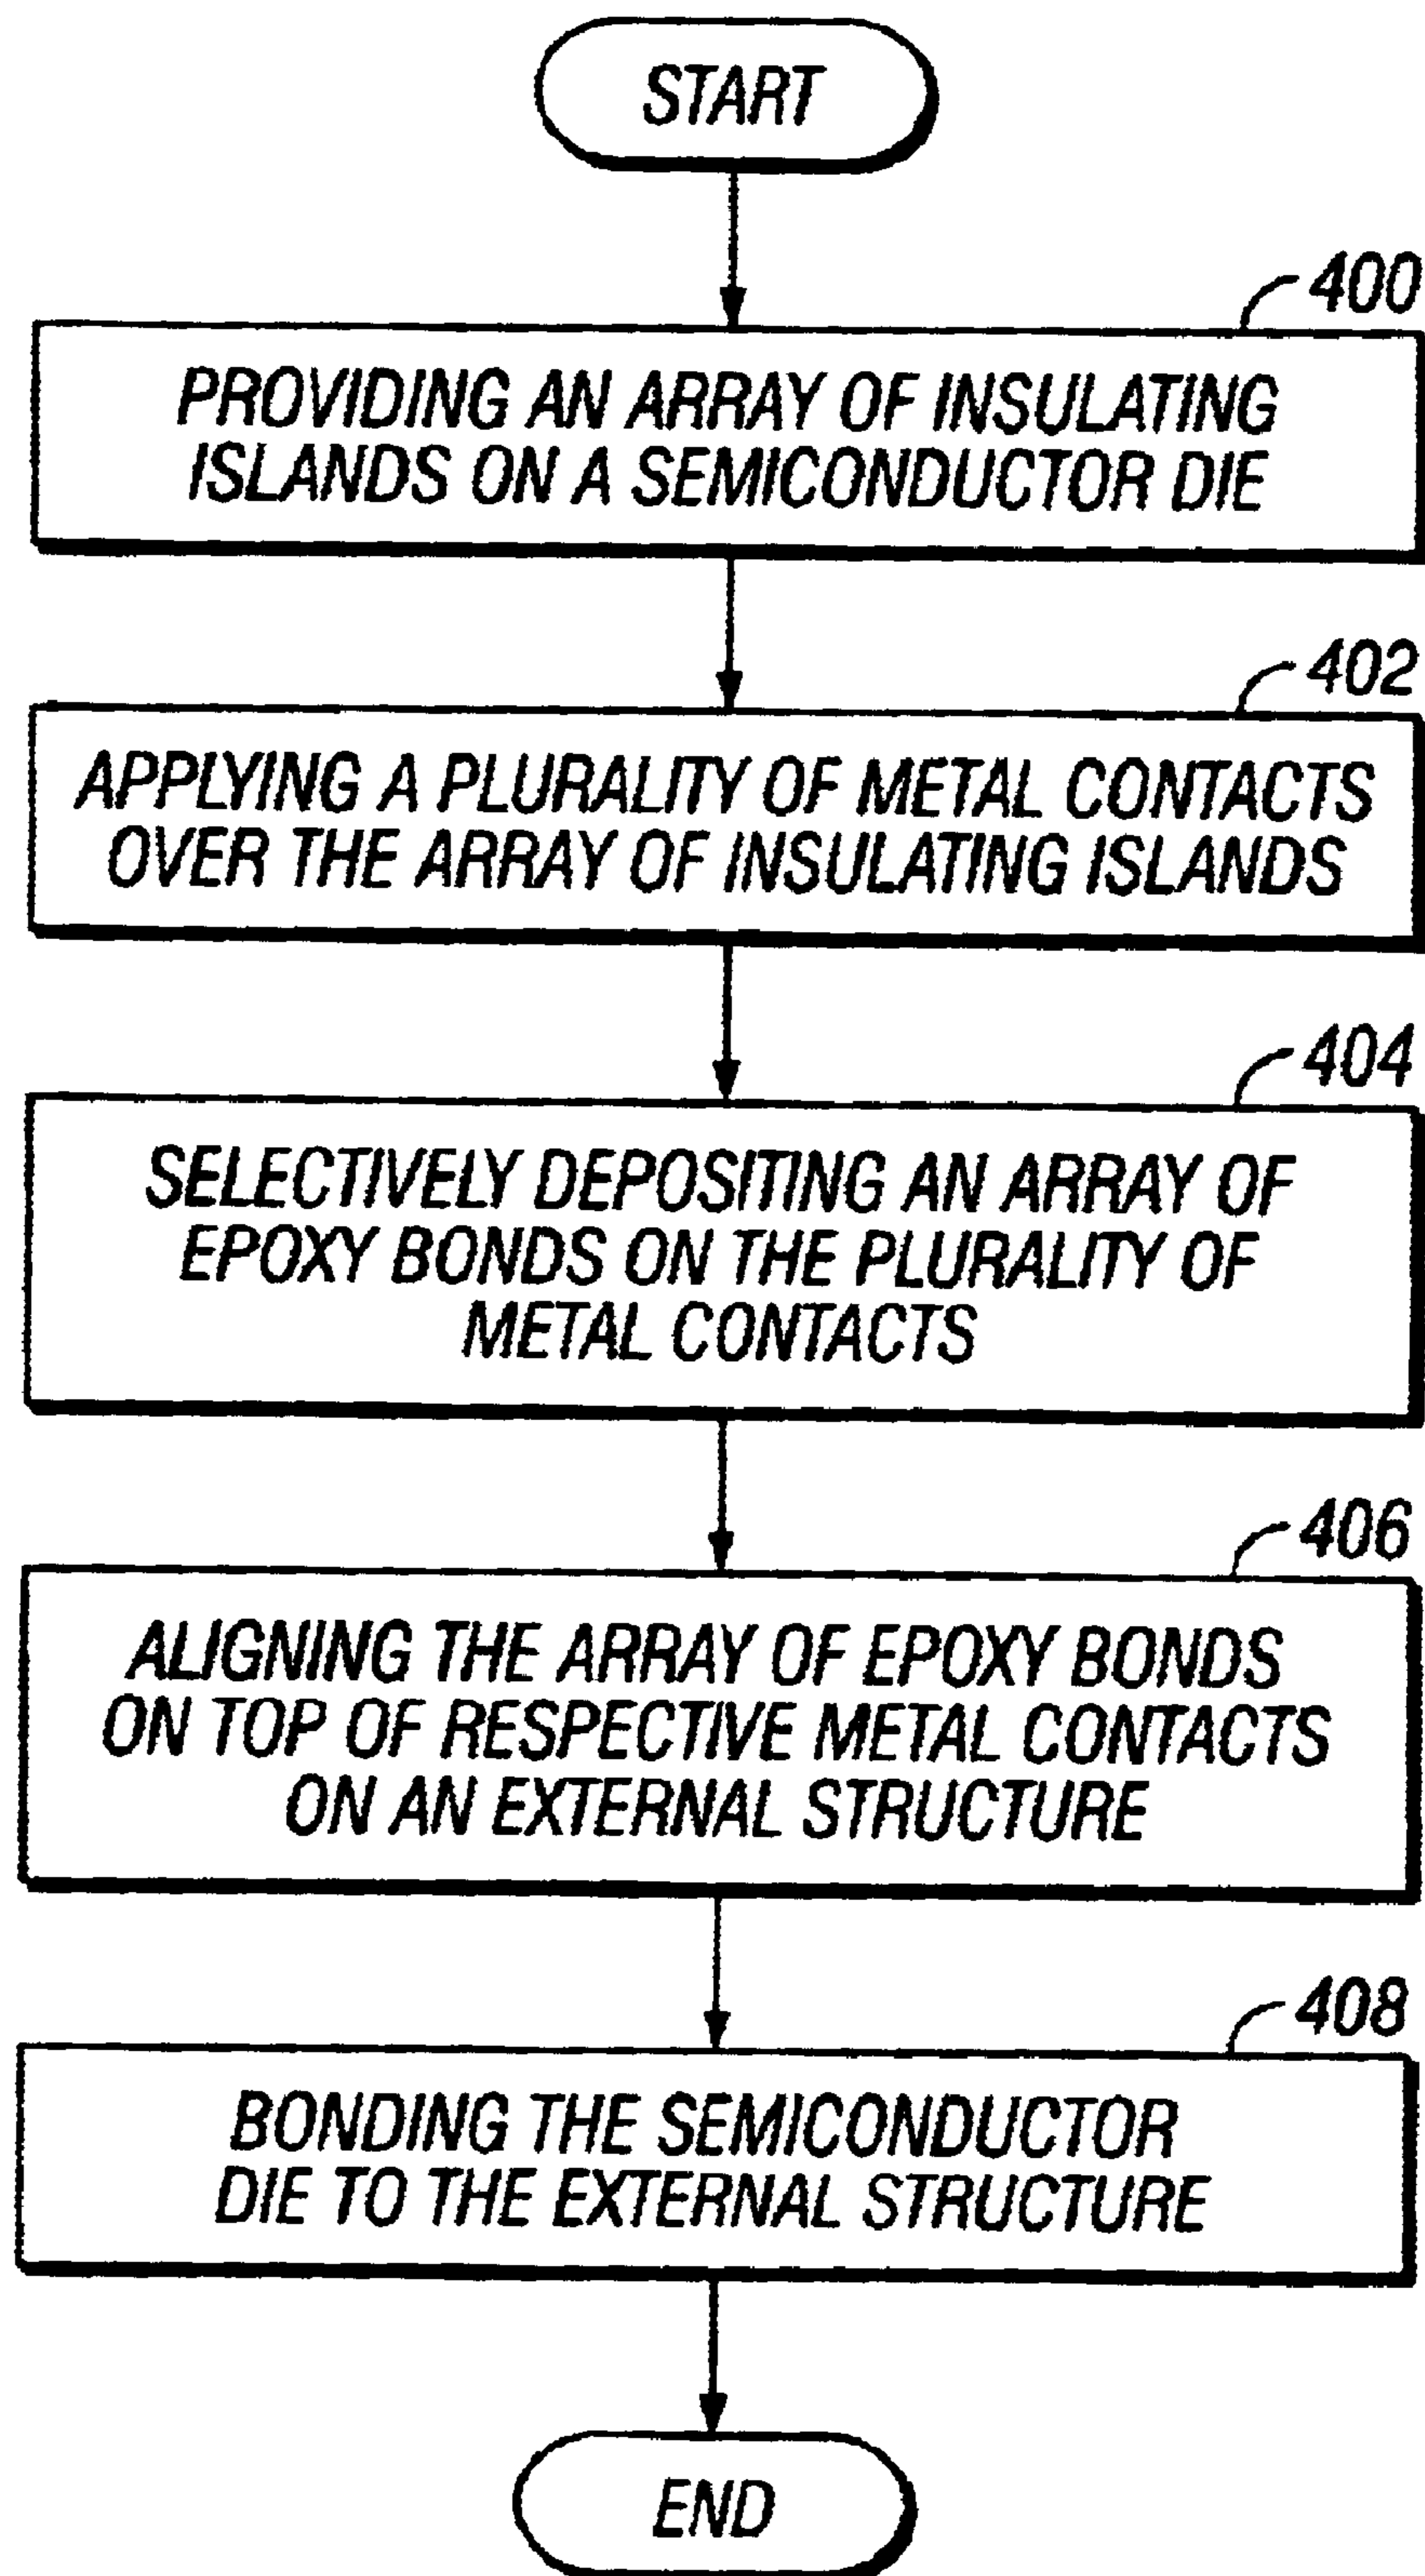 START
400
PROVIDING AN ARRAY OF INSULATING
ISLANDS ON A SEMICONDUCTOR DIE
402
APPLYING A PLURALITY OF METAL CONTACTS
OVER THE ARRAY OF INSULATING ISLANDS
404
SELECTIVELY DEPOSITING AN ARRAY OF
EPOXY BONDS ON THE PLURALITY OF
METAL CONTACTS
406
ALIGNING THE ARRAY OF EPOXY BONDS
ON TOP OF RESPECTIVE METAL CONTACTS
ON AN EXTERNAL STRUCTURE
408
BONDING THE SEMICONDUCTOR
DIE TO THE EXTERNAL STRUCTURE
END